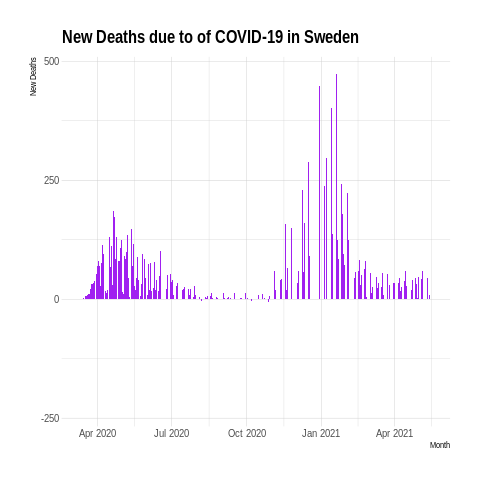 New Deaths due to of COVID-19 in Sweden
New Deaths
500
250
0
-250
Apr 2020 Jul 2020 Oct 2020 Jan 2021 Apr 2021
Month